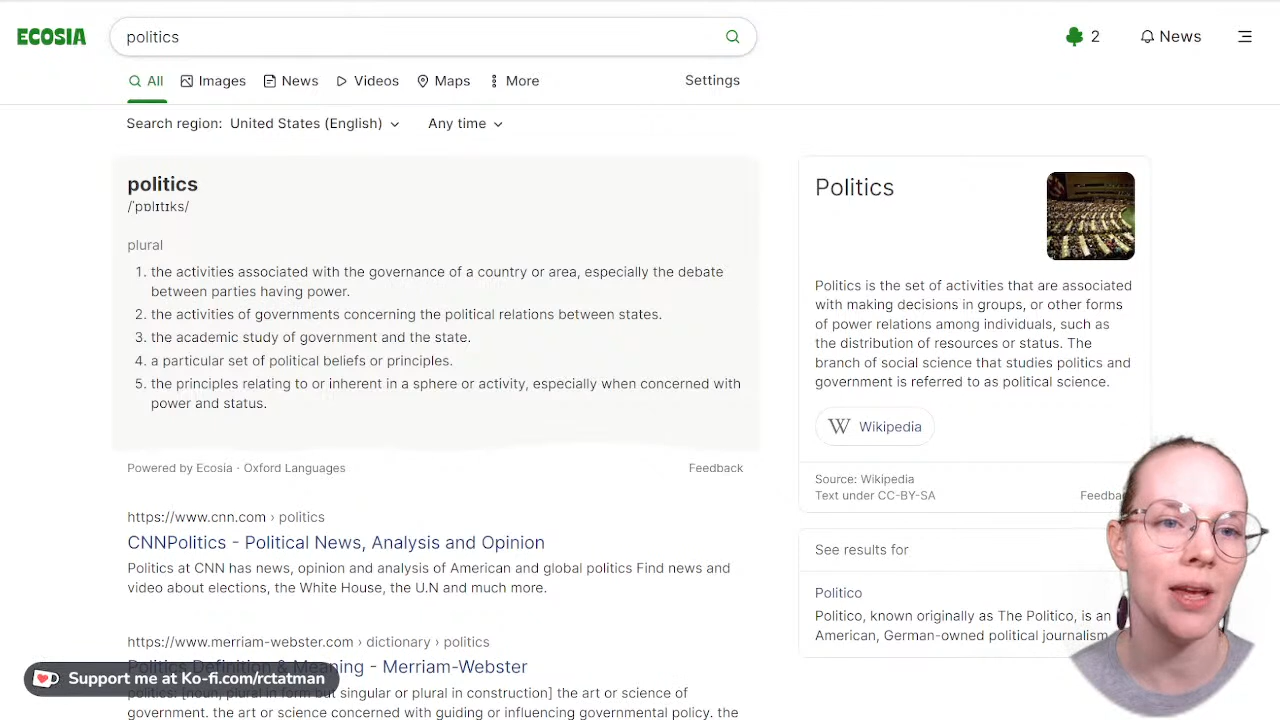 ECOSIA
politics
2
News
All
Images
News
Videos
Maps
More
Settings
Search region: United States (English)
Any time
politics
/ˈpɒlɪtɪks/
plural
1. the activities associated with the governance of a country or area, especially the debate
between parties having power.
2. the activities of governments concerning the political relations between states.
3. the academic study of government and the state.
4. a particular set of political beliefs or principles.
5. the principles relating to or inherent in a sphere or activity, especially when concerned with
power and status.
Powered by Ecosia · Oxford Languages
Feedback
https://www.cnn.com › politics
CNNPolitics - Political News, Analysis and Opinion
Politics at CNN has news, opinion and analysis of American and global politics Find news and
video about elections, the White House, the U.N and much more.
https://www.merriam-webster.com › dictionary › politics
Politics Definition & Meaning - Merriam-Webster
politics: [noun, plural in form but singular or plural in construction] the art or science of
government. the art or science concerned with guiding or influencing governmental policy. the
Support me at Ko-fi.com/rctatman
Politics
Politics is the set of activities that are associated
with making decisions in groups, or other forms
of power relations among individuals, such as
the distribution of resources or status. The
branch of social science that studies politics and
government is referred to as political science.
W Wikipedia
Source: Wikipedia
Text under CC-BY-SA
Feedba
See results for
Politico
Politico, known originally as The Politico, is an
American, German-owned political journalism